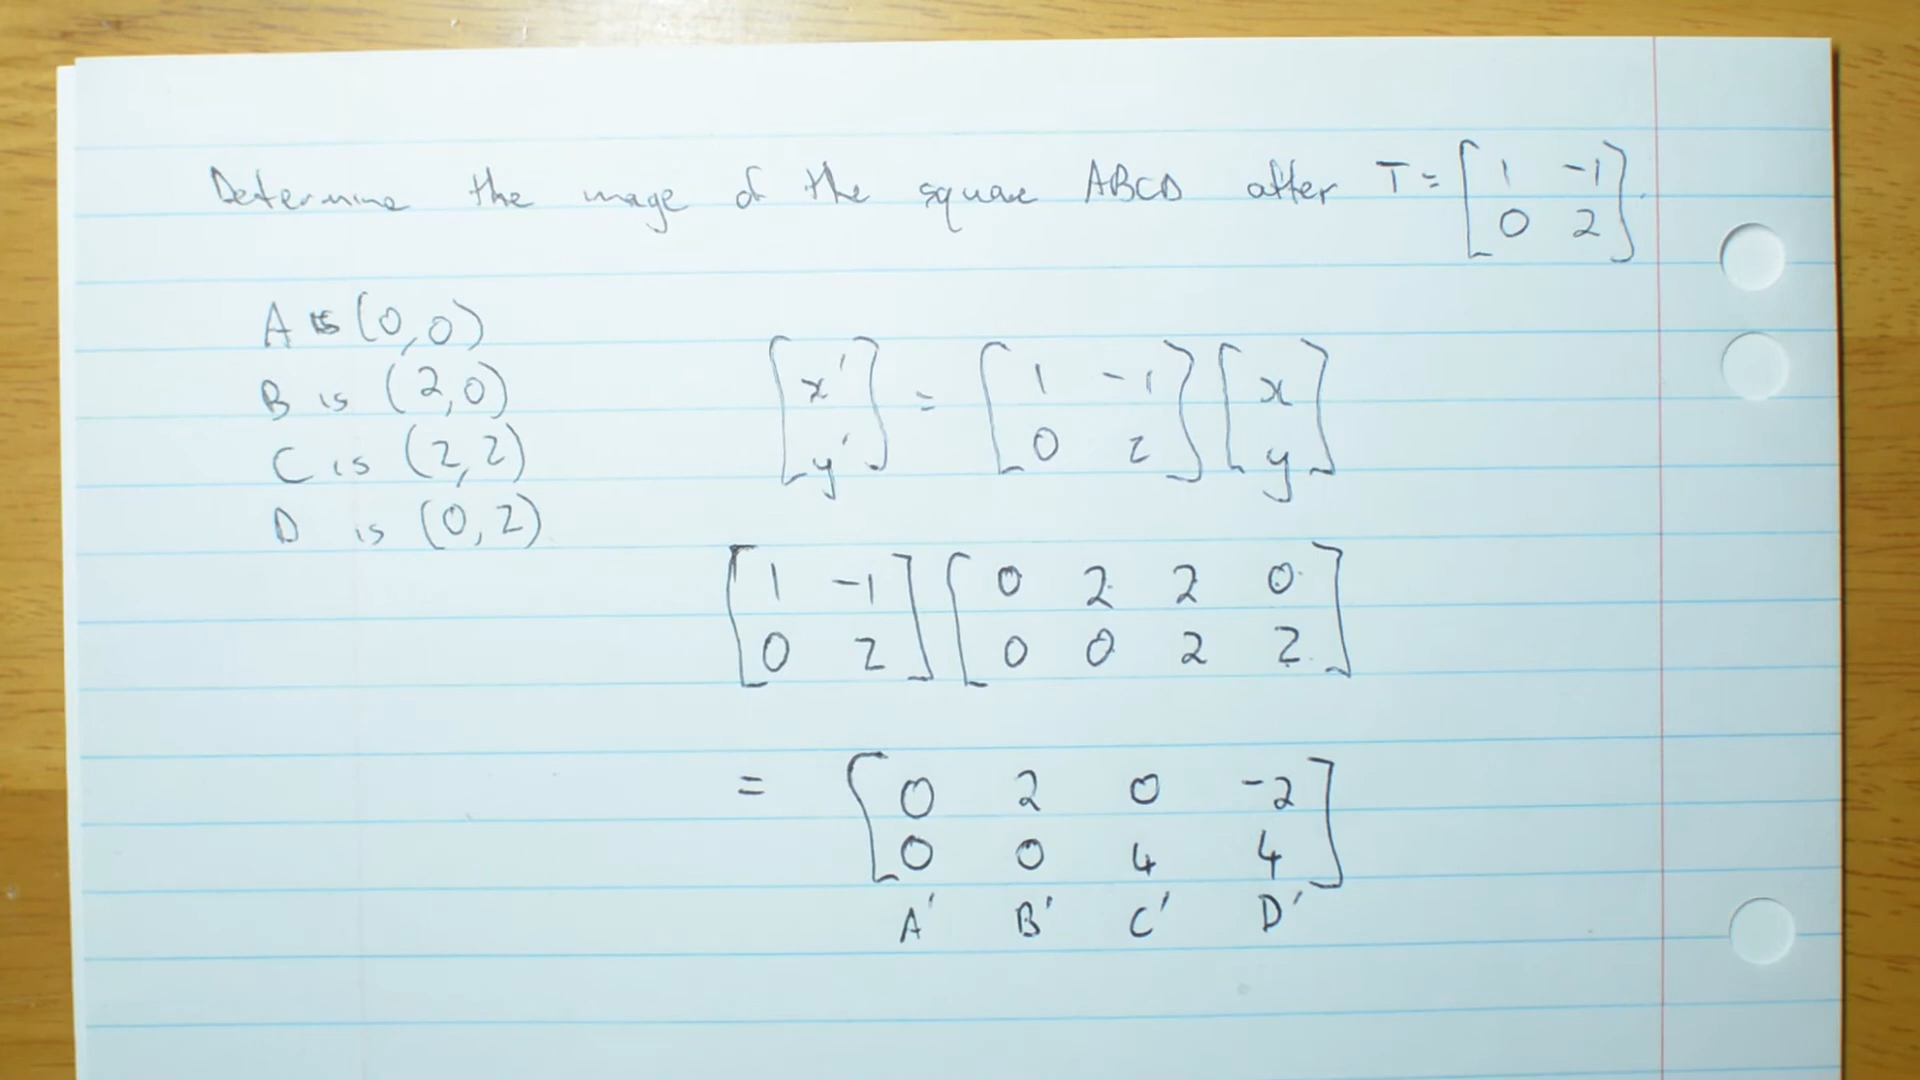 Determine the image of the square ABCD after T = [1 -1; 0 2].
A is (0,0)
B is (2,0)
C is (2,2)
D is (0,2)
[x'; y'] = [1 -1; 0 2] [x; y]
[1 -1; 0 2] [0 2 2 0; 0 0 2 2]
= [0 2 0 -2; 0 0 4 4]
A' B' C' D'